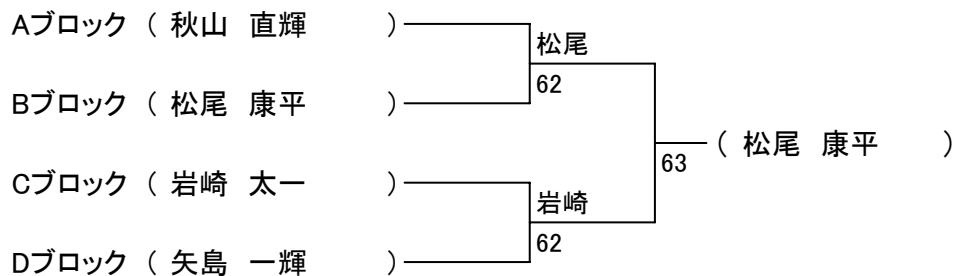 Aブロック （ 秋山　直輝　　　）
松尾
62
Bブロック （ 松尾　康平　　　）
63
（ 松尾　康平　　　）
Cブロック （ 岩崎　太一　　　）
岩崎
62
Dブロック （ 矢島　一輝　　　）